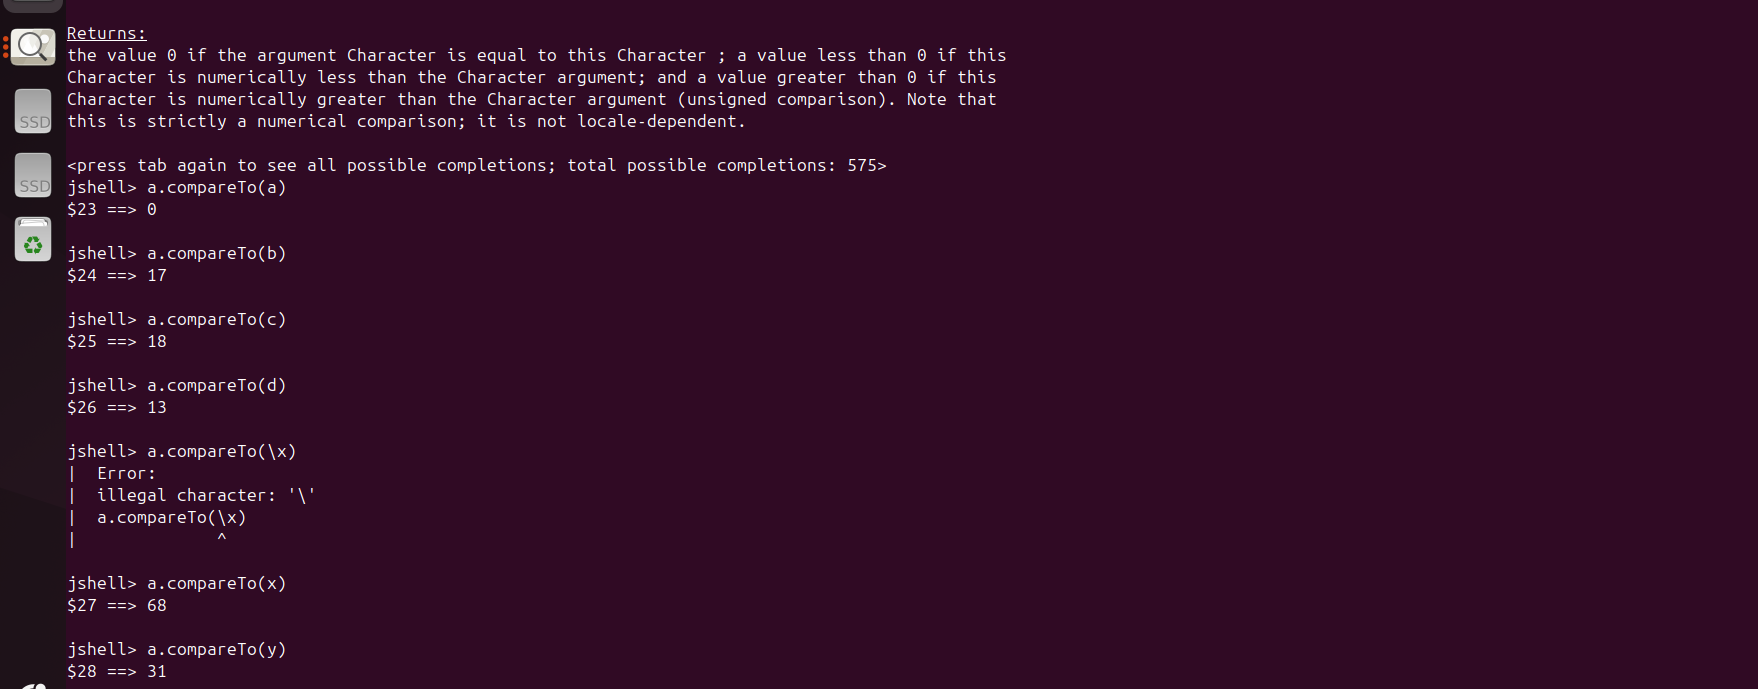 Returns:
the value 0 if the argument Character is equal to this Character ; a value less than 0 if this
Character is numerically less than the Character argument; and a value greater than 0 if this
Character is numerically greater than the Character argument (unsigned comparison). Note that
this is strictly a numerical comparison; it is not locale-dependent.
<press tab again to see all possible completions; total possible completions: 575>
jshell> a.compareTo(a)
$23 ==> 0
jshell> a.compareTo(b)
$24 ==> 17
jshell> a.compareTo(c)
$25 ==> 18
jshell> a.compareTo(d)
$26 ==> 13
jshell> a.compareTo(\x)
|  Error:
|  illegal character: '\'
|  a.compareTo(\x)
|              ^
jshell> a.compareTo(x)
$27 ==> 68
jshell> a.compareTo(y)
$28 ==> 31
SSD
SSD